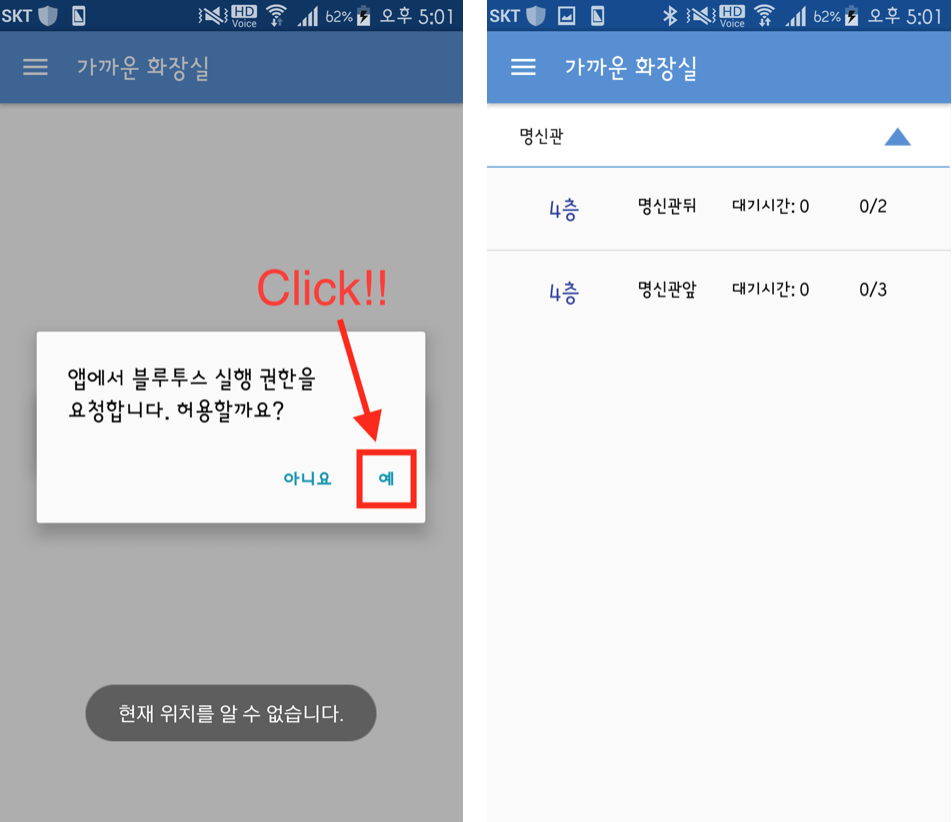 SKT HD Voice 62% 오후 5:01
가까운 화장실
Click!!
앱에서 블루투스 실행 권한을
요청합니다. 허용할까요?
아니요 예
현재 위치를 알 수 없습니다.
SKT HD Voice 62% 오후 5:01
가까운 화장실
명신관
4층 명신관뒤 대기시간: 0 0/2
4층 명신관앞 대기시간: 0 0/3